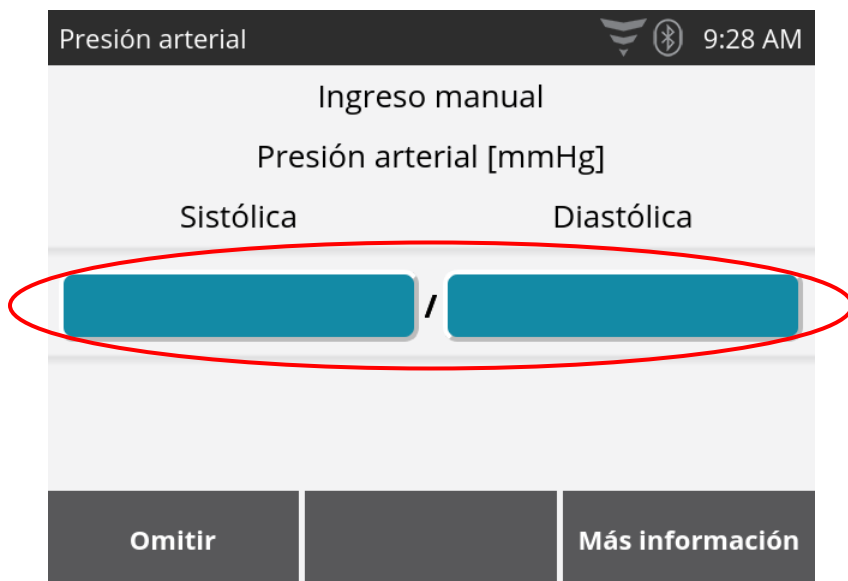 Presión arterial 9:28 AM
Ingreso manual
Presión arterial [mmHg]
Sistólica Diastólica
/
Omitir Más información